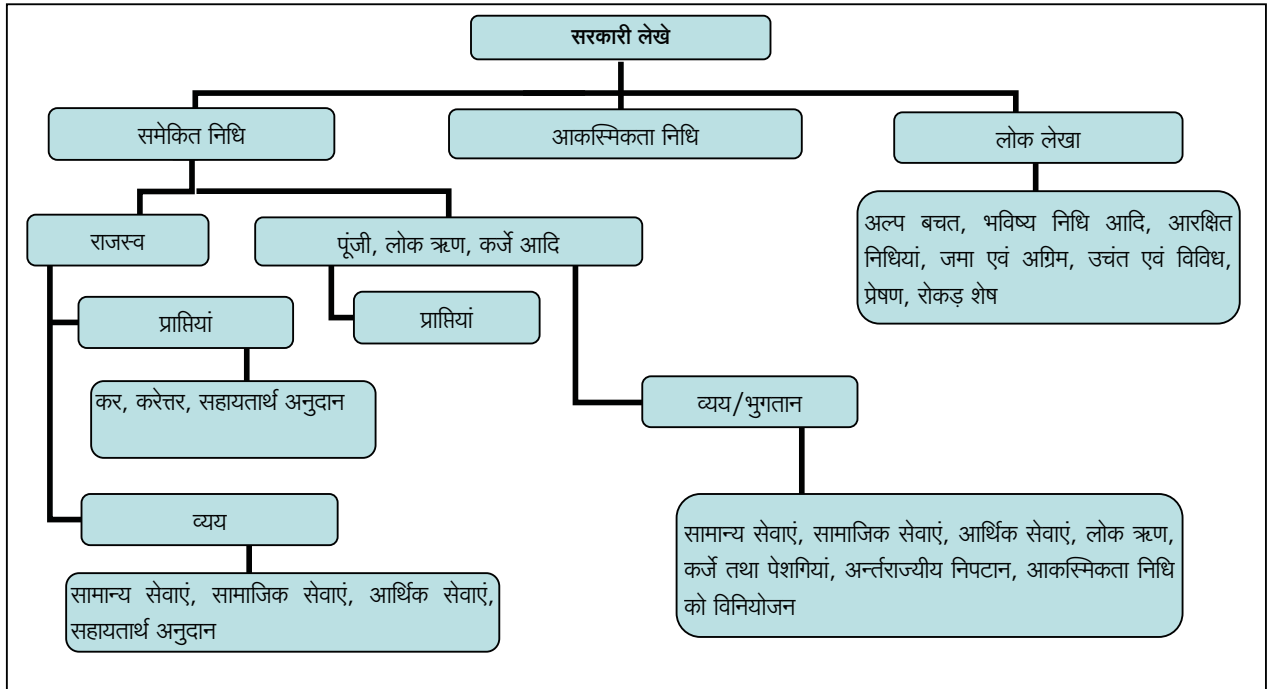 सरकारी लेखे
समेकित निधि
आकस्मिकता निधि
लोक लेखा
राजस्व
पूंजी, लोक ऋण, कर्जे आदि
अल्प बचत, भविष्य निधि आदि, आरक्षित
निधियां, जमा एवं अग्रिम, उचंत एवं विविध,
प्रेषण, रोकड़ शेष
प्राप्तियां
प्राप्तियां
कर, करेत्तर, सहायतार्थ अनुदान
व्यय/भुगतान
व्यय
सामान्य सेवाएं, सामाजिक सेवाएं, आर्थिक सेवाएं, लोक ऋण,
कर्जे तथा पेशगियां, अर्न्तराज्यीय निपटान, आकस्मिकता निधि
को विनियोजन
सामान्य सेवाएं, सामाजिक सेवाएं, आर्थिक सेवाएं,
सहायतार्थ अनुदान